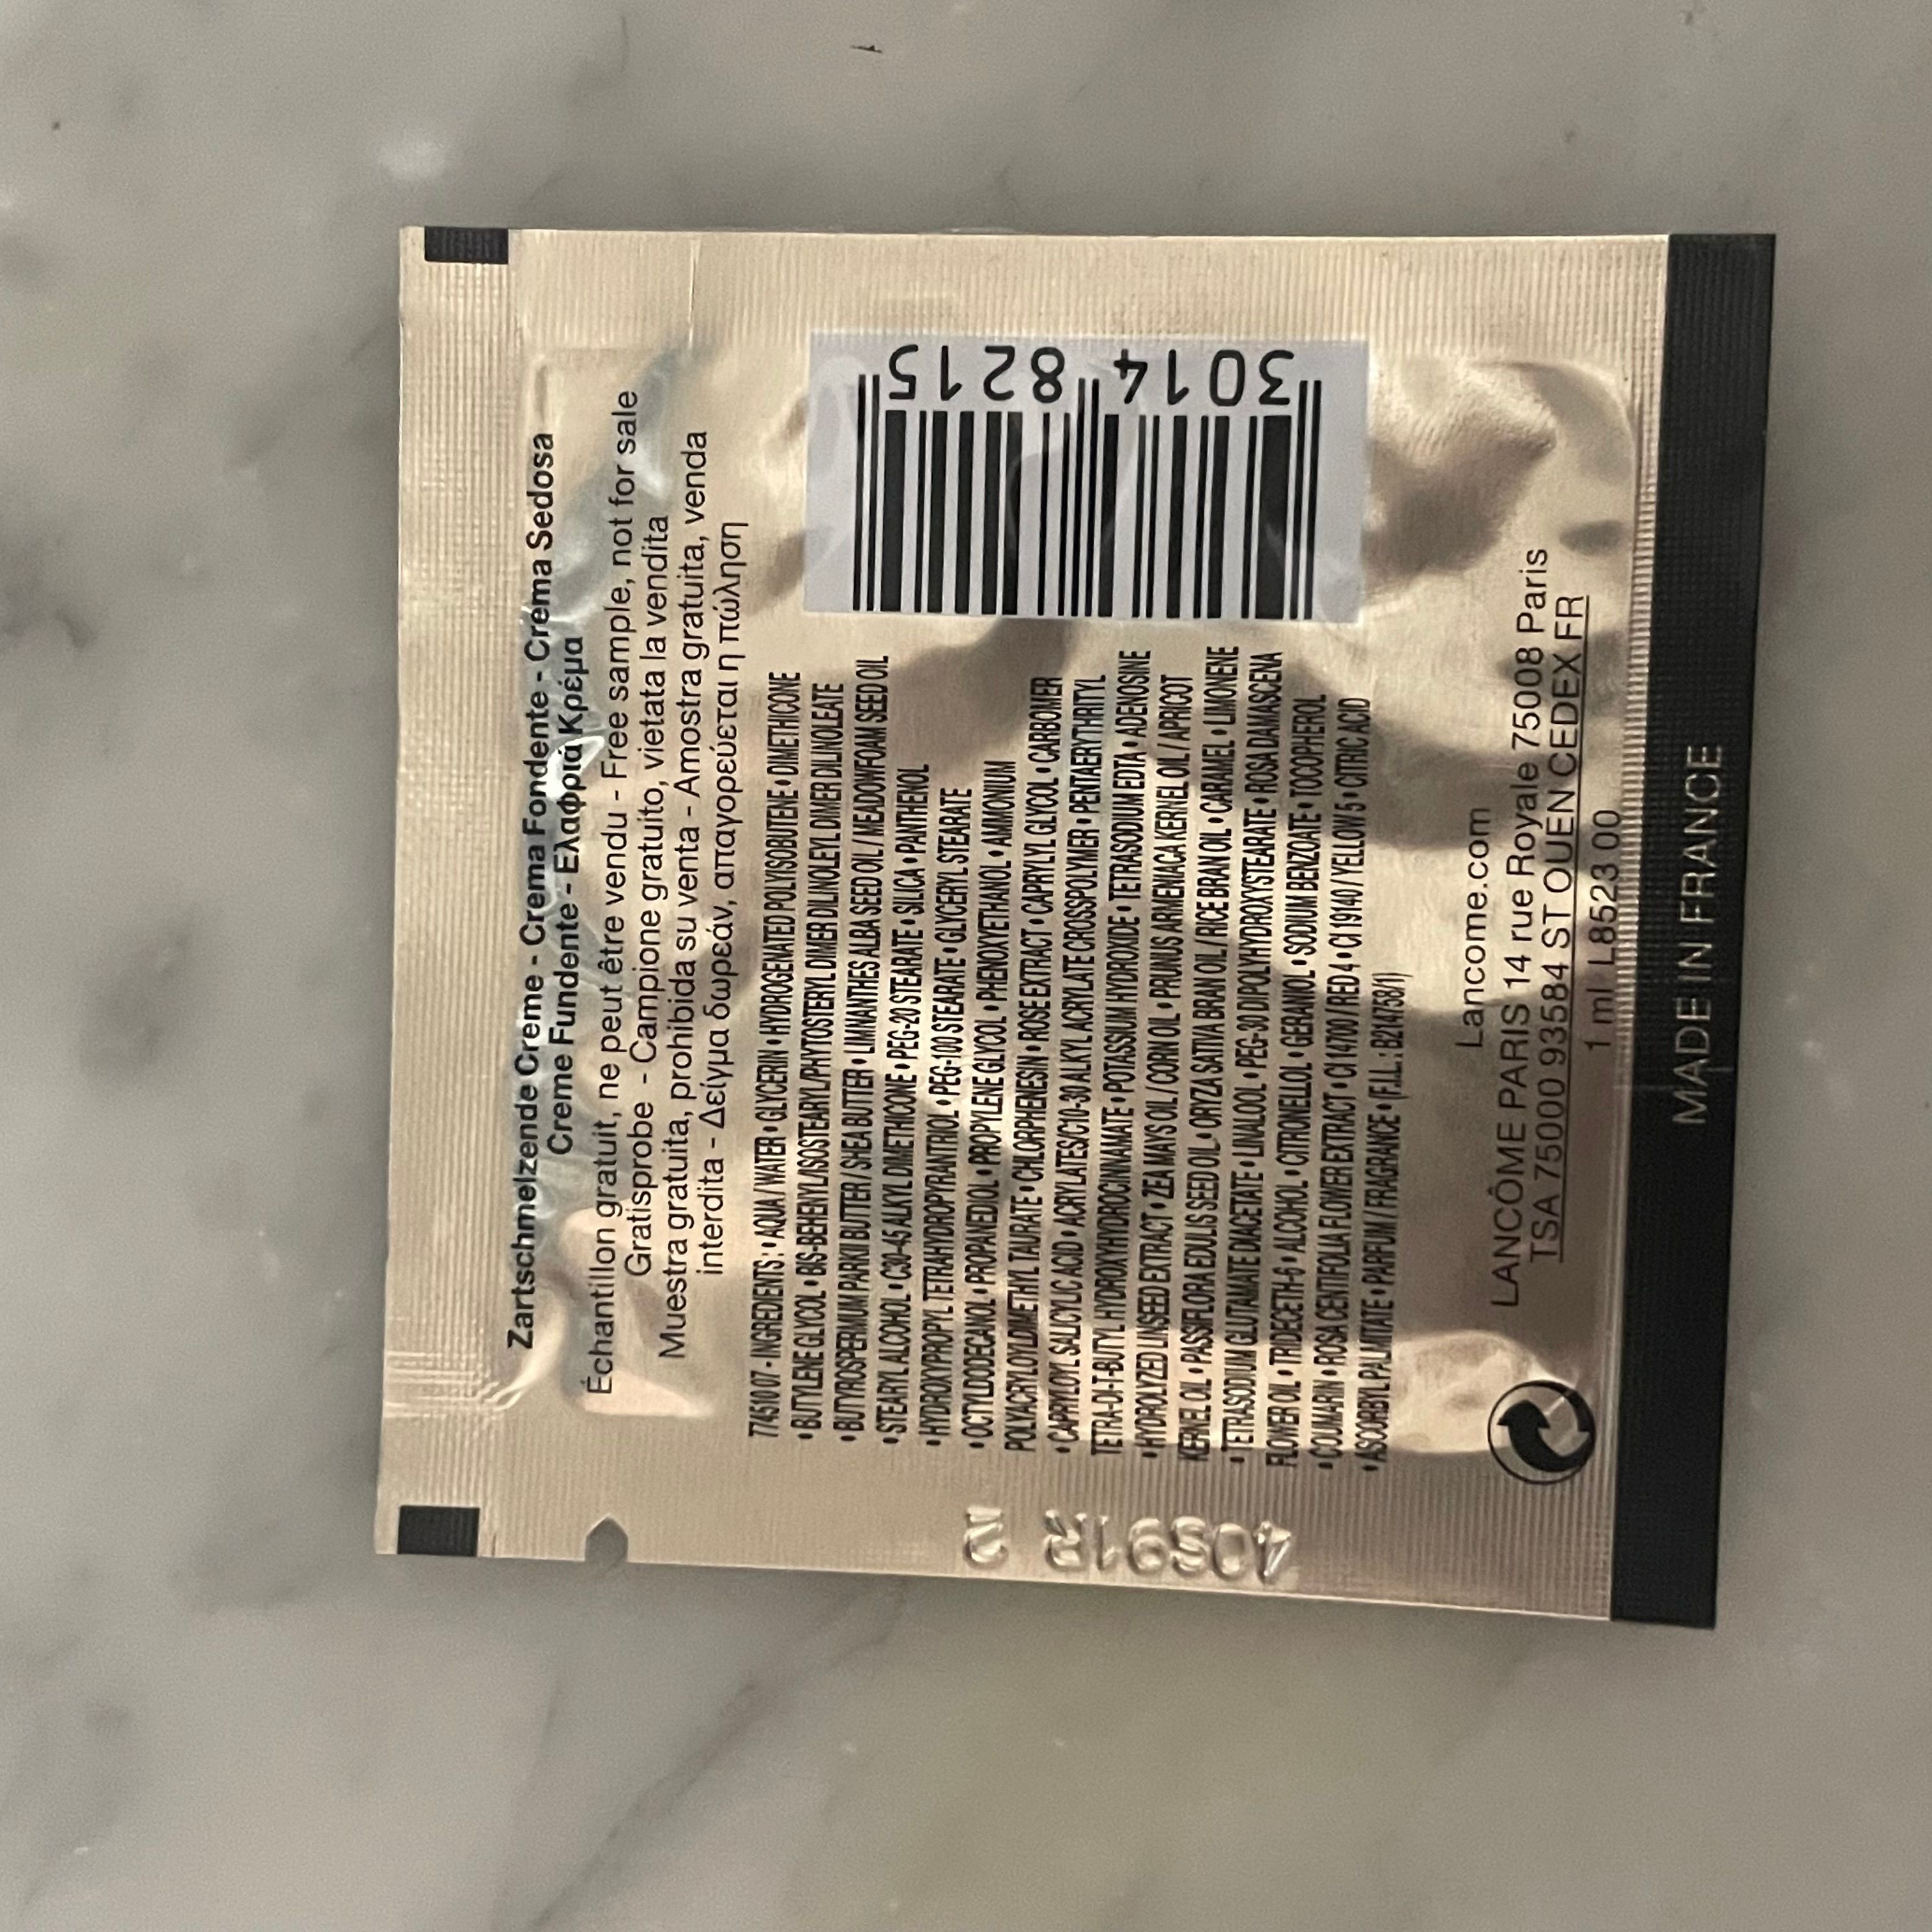 Zartschmelzende Creme - Crema Fondente - Crema Sedosa
Creme Fundente - Ελαφριά Κρέμα
Échantillon gratuit, ne peut être vendu - Free sample, not for sale
Gratisprobe - Campione gratuito, vietata la vendita
Muestra gratuita, prohibida su venta - Amostra gratuita, venda
interdita - Δείγμα δωρεάν, απαγορεύεται η πώληση
774510 07 - INGREDIENTS : • AQUA / WATER • GLYCERIN • HYDROGENATED POLYISOBUTENE • DIMETHICONE
• BUTYLENE GLYCOL • BIS-BEHENYL/ISOSTEARYL/PHYTOSTERYL DIMER DILINOLEYL DIMER DILINOLEATE
• BUTYROSPERMUM PARKII BUTTER / SHEA BUTTER • LIMNANTHES ALBA SEED OIL / MEADOWFOAM SEED OIL
• STEARYL ALCOHOL • C30-45 ALKYL DIMETHICONE • PEG-20 STEARATE • SILICA • PANTHENOL
• HYDROXYPROPYL TETRAHYDROPYRANTRIOL • PEG-100 STEARATE • GLYCERYL STEARATE
• OCTYLDODECANOL • PROPANEDIOL • PROPYLENE GLYCOL • PHENOXYETHANOL • AMMONIUM
POLYACRYLOYLDIMETHYL TAURATE • CHLORPHENESIN • ROSE EXTRACT • CAPRYLYL GLYCOL • CARBOMER
• CAPRYLOYL SALICYLIC ACID • ACRYLATES/C10-30 ALKYL ACRYLATE CROSSPOLYMER • PENTAERYTHRITYL
TETRA-DI-T-BUTYL HYDROXYHYDROCINNAMATE • POTASSIUM HYDROXIDE • TETRASODIUM EDTA • ADENOSINE
• HYDROLYZED LINSEED EXTRACT • ZEA MAYS OIL / CORN OIL • PRUNUS ARMENIACA KERNEL OIL / APRICOT
KERNEL OIL • PASSIFLORA EDULIS SEED OIL • ORYZA SATIVA BRAN OIL / RICE BRAN OIL • CARAMEL • LIMONENE
• TETRASODIUM GLUTAMATE DIACETATE • LINALOOL • PEG-30 DIPOLYHYDROXYSTEARATE • ROSA DAMASCENA
FLOWER OIL • TRIDECETH-6 • ALCOHOL • CITRONELLOL • GERANIOL • SODIUM BENZOATE • TOCOPHEROL
• COUMARIN • ROSA CENTIFOLIA FLOWER EXTRACT • CI 14700 / RED 4 • CI 19140 / YELLOW 5 • CITRIC ACID
• ASCORBYL PALMITATE • PARFUM / FRAGRANCE • (F.I.L. : B214758/1)
3014 8215
Lancome.com
LANCÔME PARIS 14 rue Royale 75008 Paris
TSA 75000 93584 ST OUEN CEDEX FR
1 ml L8523 00
MADE IN FRANCE
40S91R 2